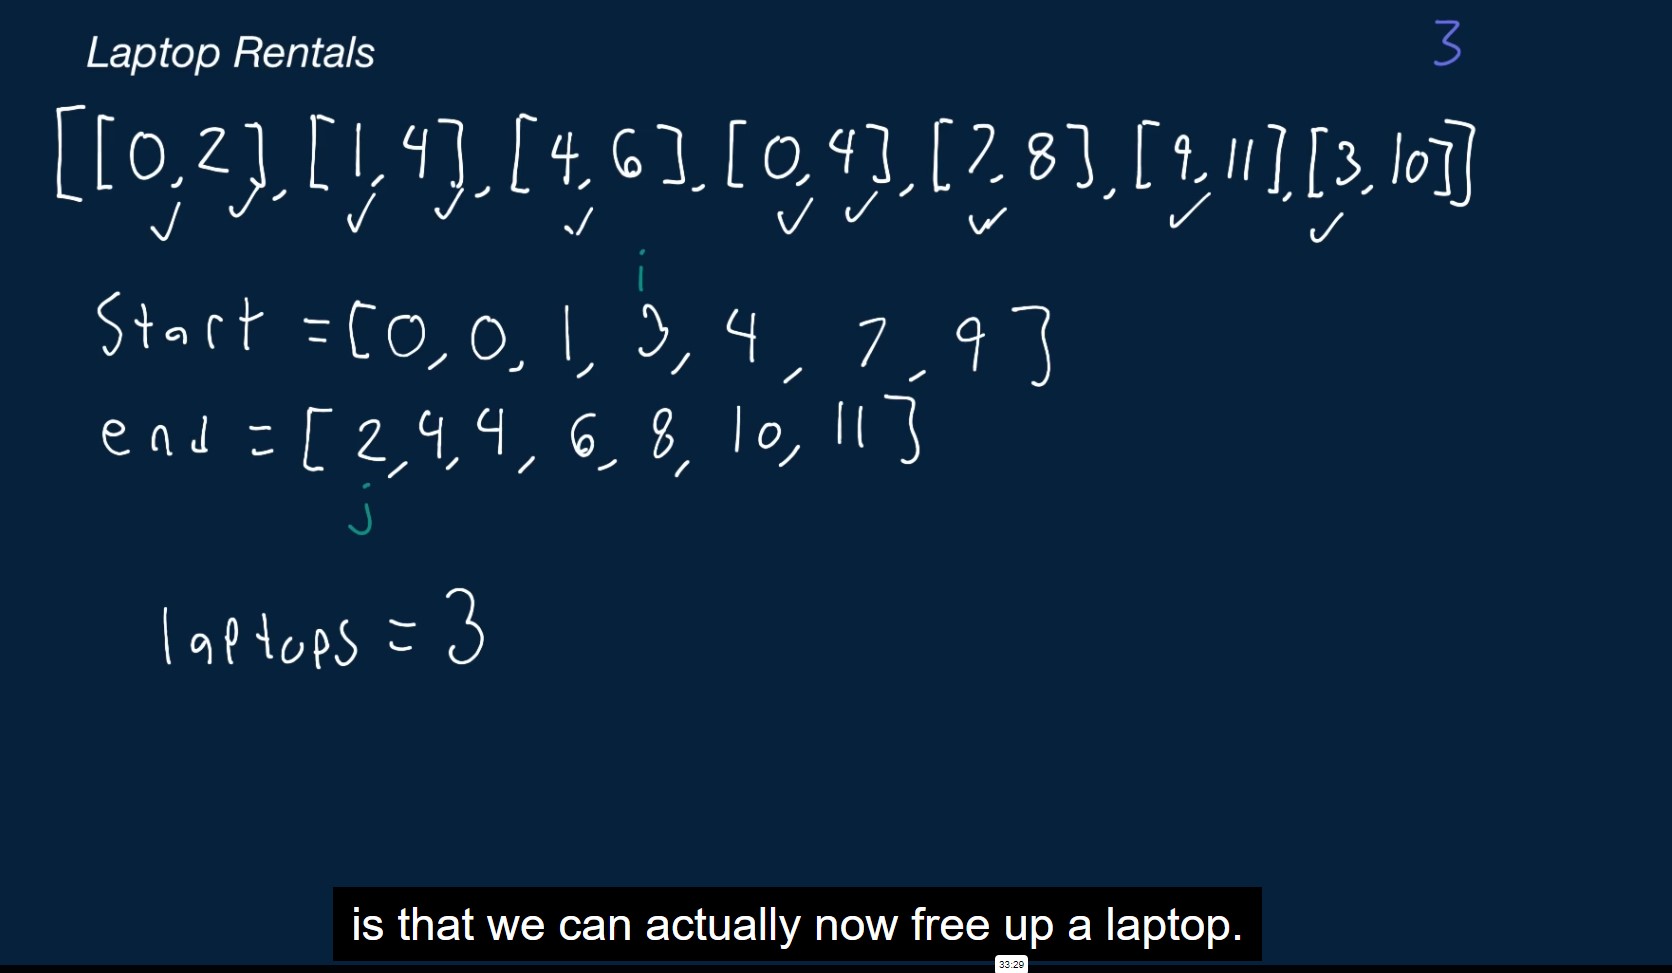 Laptop Rentals
3
[[0,2],[1,4],[4,6],[0,4],[7,8],[9,11],[3,10]]
i
Start =[0,0,1,3,4,7,9]
end =[2,4,4,6,8,10,11]
j
laptops = 3
is that we can actually now free up a laptop.
33:29